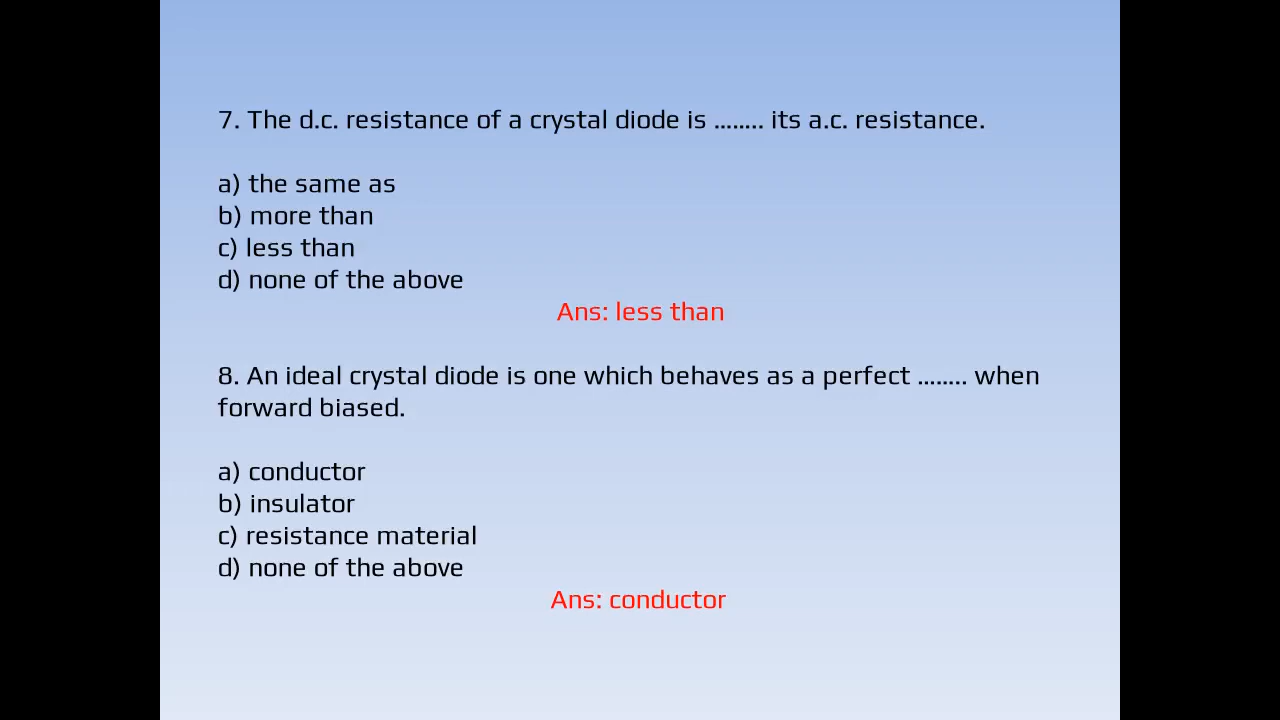 7. The d.c. resistance of a crystal diode is ........ its a.c. resistance.
a) the same as
b) more than
c) less than
d) none of the above
Ans: less than
8. An ideal crystal diode is one which behaves as a perfect ........ when
forward biased.
a) conductor
b) insulator
c) resistance material
d) none of the above
Ans: conductor